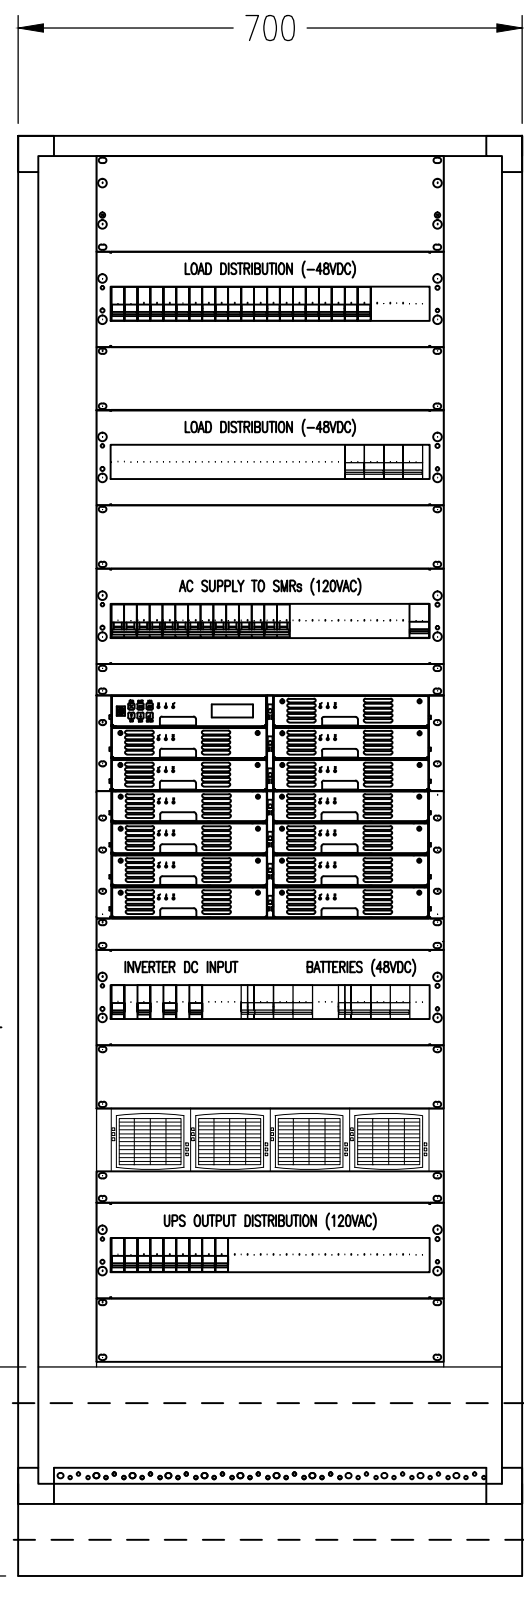 700
LOAD DISTRIBUTION (-48VDC)
LOAD DISTRIBUTION (-48VDC)
AC SUPPLY TO SMRs (120VAC)
INVERTER DC INPUT BATTERIES (48VDC)
UPS OUTPUT DISTRIBUTION (120VAC)